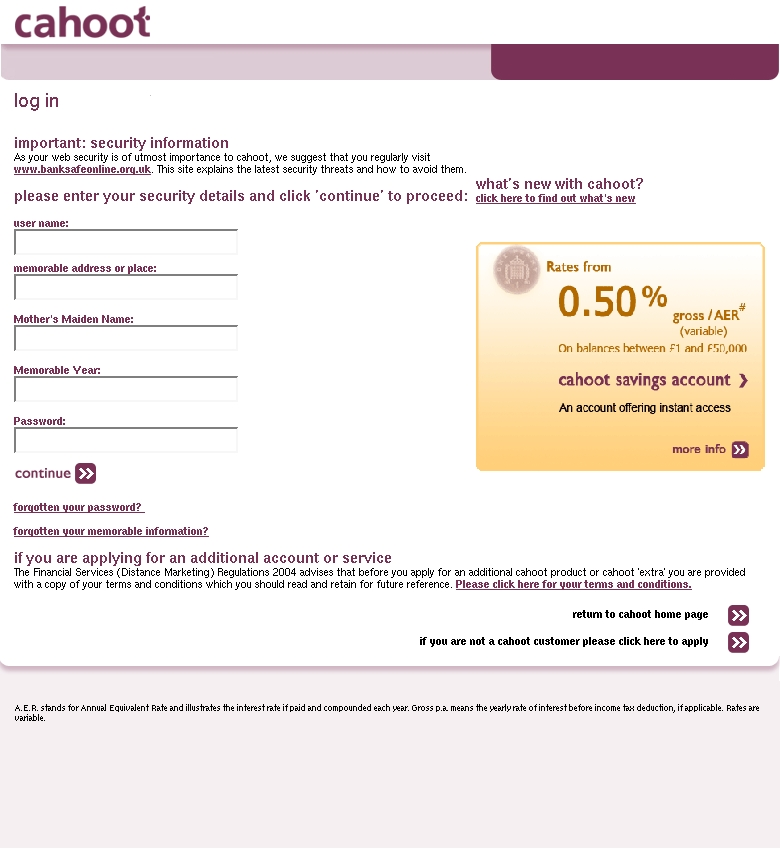 cahoot
log in
important: security information
As your web security is of utmost importance to cahoot, we suggest that you regularly visit
www.banksafeonline.org.uk. This site explains the latest security threats and how to avoid them.
please enter your security details and click 'continue' to proceed:
what's new with cahoot?
click here to find out what's new
user name:
memorable address or place:
Mother's Maiden Name:
Memorable Year:
Password:
continue
Rates from
0.50%
gross / AER#
(variable)
On balances between £1 and £50,000
cahoot savings account
An account offering instant access
more info
forgotten your password?
forgotten your memorable information?
if you are applying for an additional account or service
The Financial Services (Distance Marketing) Regulations 2004 advises that before you apply for an additional cahoot product or cahoot 'extra' you are provided
with a copy of your terms and conditions which you should read and retain for future reference. Please click here for your terms and conditions.
return to cahoot home page
if you are not a cahoot customer please click here to apply
A.E.R. stands for Annual Equivalent Rate and illustrates the interest rate if paid and compounded each year. Gross p.a. means the yearly rate of interest before income tax deduction, if applicable. Rates are
variable.